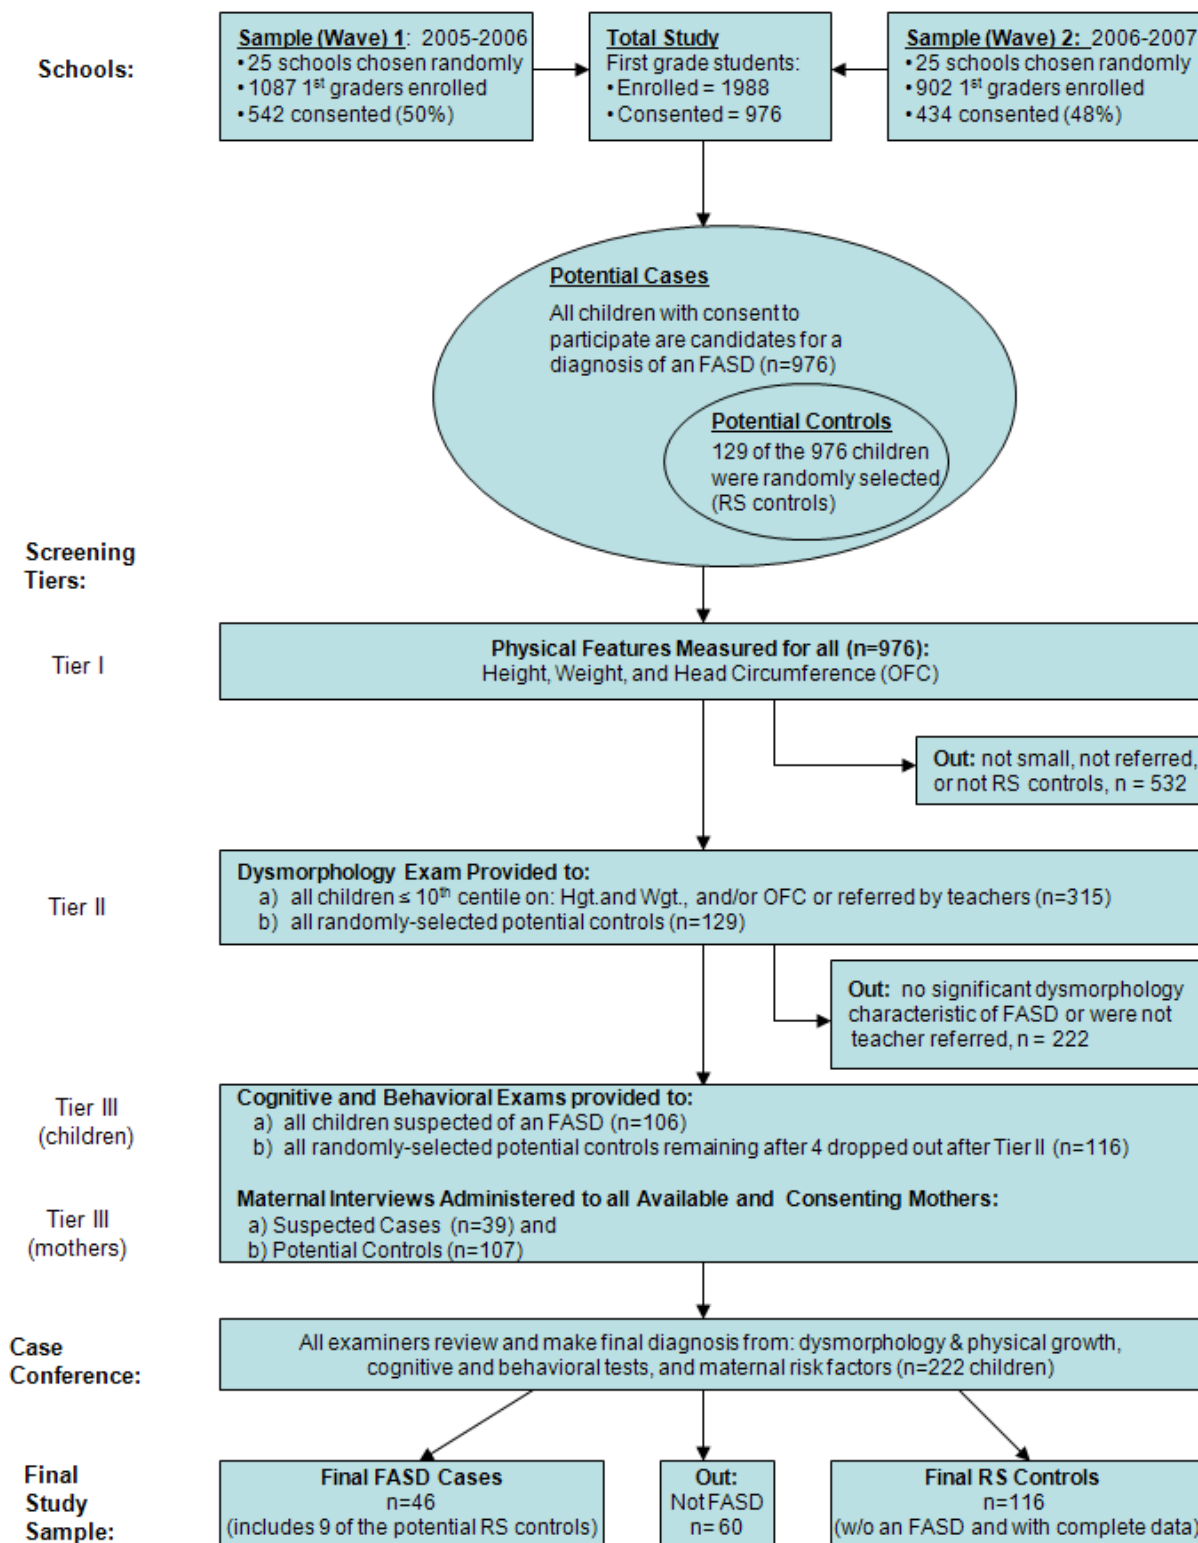 Schools:
Sample (Wave) 1: 2005-2006
• 25 schools chosen randomly
• 1087 1st graders enrolled
• 542 consented (50%)
Total Study
First grade students:
• Enrolled = 1988
• Consented = 976
Sample (Wave) 2: 2006-2007
• 25 schools chosen randomly
• 902 1st graders enrolled
• 434 consented (48%)
Potential Cases
All children with consent to
participate are candidates for a
diagnosis of an FASD (n=976)
Potential Controls
129 of the 976 children
were randomly selected
(RS controls)
Screening
Tiers:
Tier I
Physical Features Measured for all (n=976):
Height, Weight, and Head Circumference (OFC)
Out: not small, not referred,
or not RS controls, n = 532
Tier II
Dysmorphology Exam Provided to:
a) all children ≤ 10th centile on: Hgt.and Wgt., and/or OFC or referred by teachers (n=315)
b) all randomly-selected potential controls (n=129)
Out: no significant dysmorphology
characteristic of FASD or were not
teacher referred, n = 222
Tier III
(children)
Cognitive and Behavioral Exams provided to:
a) all children suspected of an FASD (n=106)
b) all randomly-selected potential controls remaining after 4 dropped out after Tier II (n=116)
Tier III
(mothers)
Maternal Interviews Administered to all Available and Consenting Mothers:
a) Suspected Cases (n=39) and
b) Potential Controls (n=107)
Case
Conference:
All examiners review and make final diagnosis from: dysmorphology & physical growth,
cognitive and behavioral tests, and maternal risk factors (n=222 children)
Final
Study
Sample:
Final FASD Cases
n=46
(includes 9 of the potential RS controls)
Out:
Not FASD
n= 60
Final RS Controls
n=116
(w/o an FASD and with complete data)